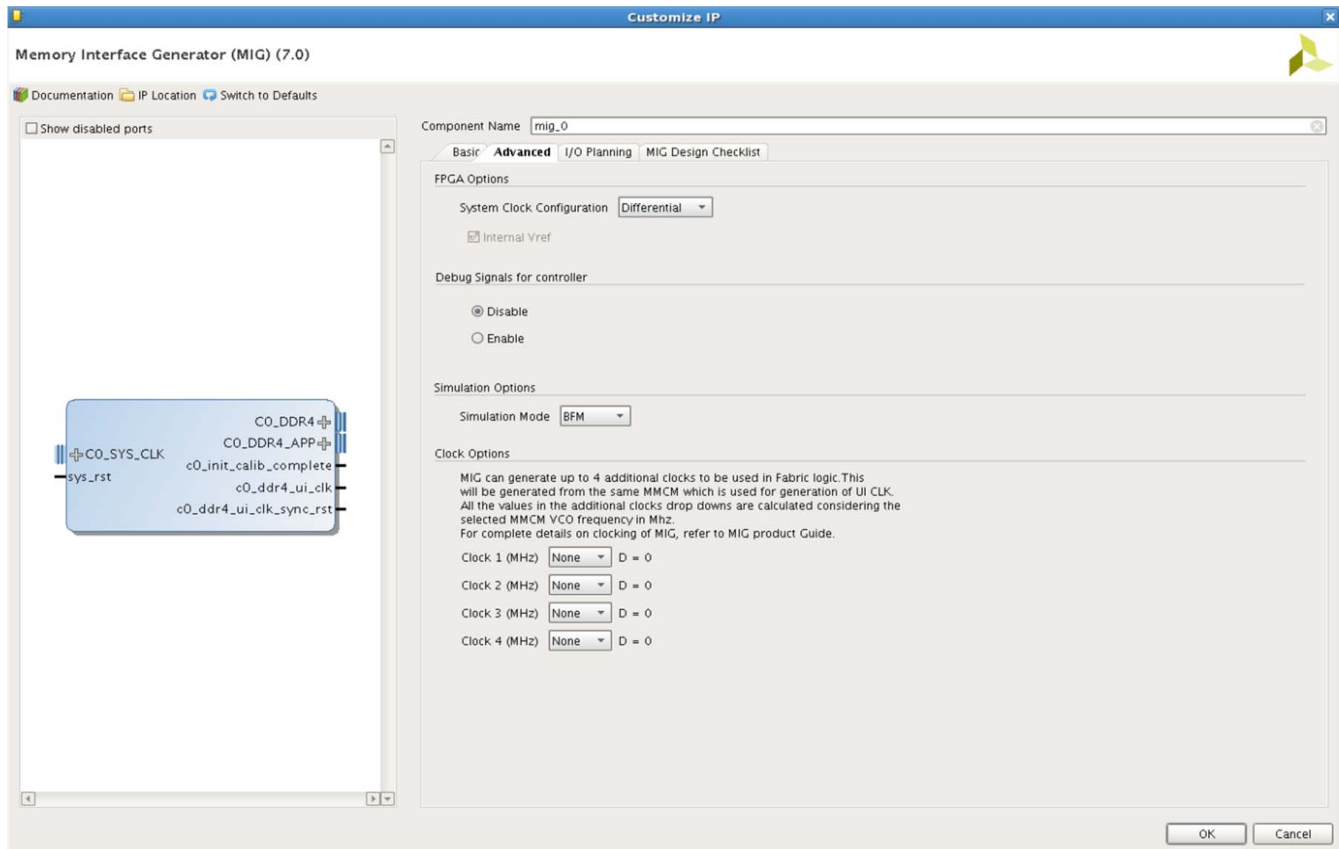 Customize IP
Memory Interface Generator (MIG) (7.0)
Documentation IP Location Switch to Defaults
Show disabled ports
C0_SYS_CLK
sys_rst
C0_DDR4
C0_DDR4_APP
c0_init_calib_complete
c0_ddr4_ui_clk
c0_ddr4_ui_clk_sync_rst
Component Name mig_0
Basic Advanced I/O Planning MIG Design Checklist
FPGA Options
System Clock Configuration Differential
Internal Vref
Debug Signals for controller
Disable
Enable
Simulation Options
Simulation Mode BFM
Clock Options
MIG can generate up to 4 additional clocks to be used in Fabric logic.This
will be generated from the same MMCM which is used for generation of UI CLK.
All the values in the additional clocks drop downs are calculated considering the
selected MMCM VCO frequency in Mhz.
For complete details on clocking of MIG, refer to MIG product Guide.
Clock 1 (MHz) None D = 0
Clock 2 (MHz) None D = 0
Clock 3 (MHz) None D = 0
Clock 4 (MHz) None D = 0
OK Cancel